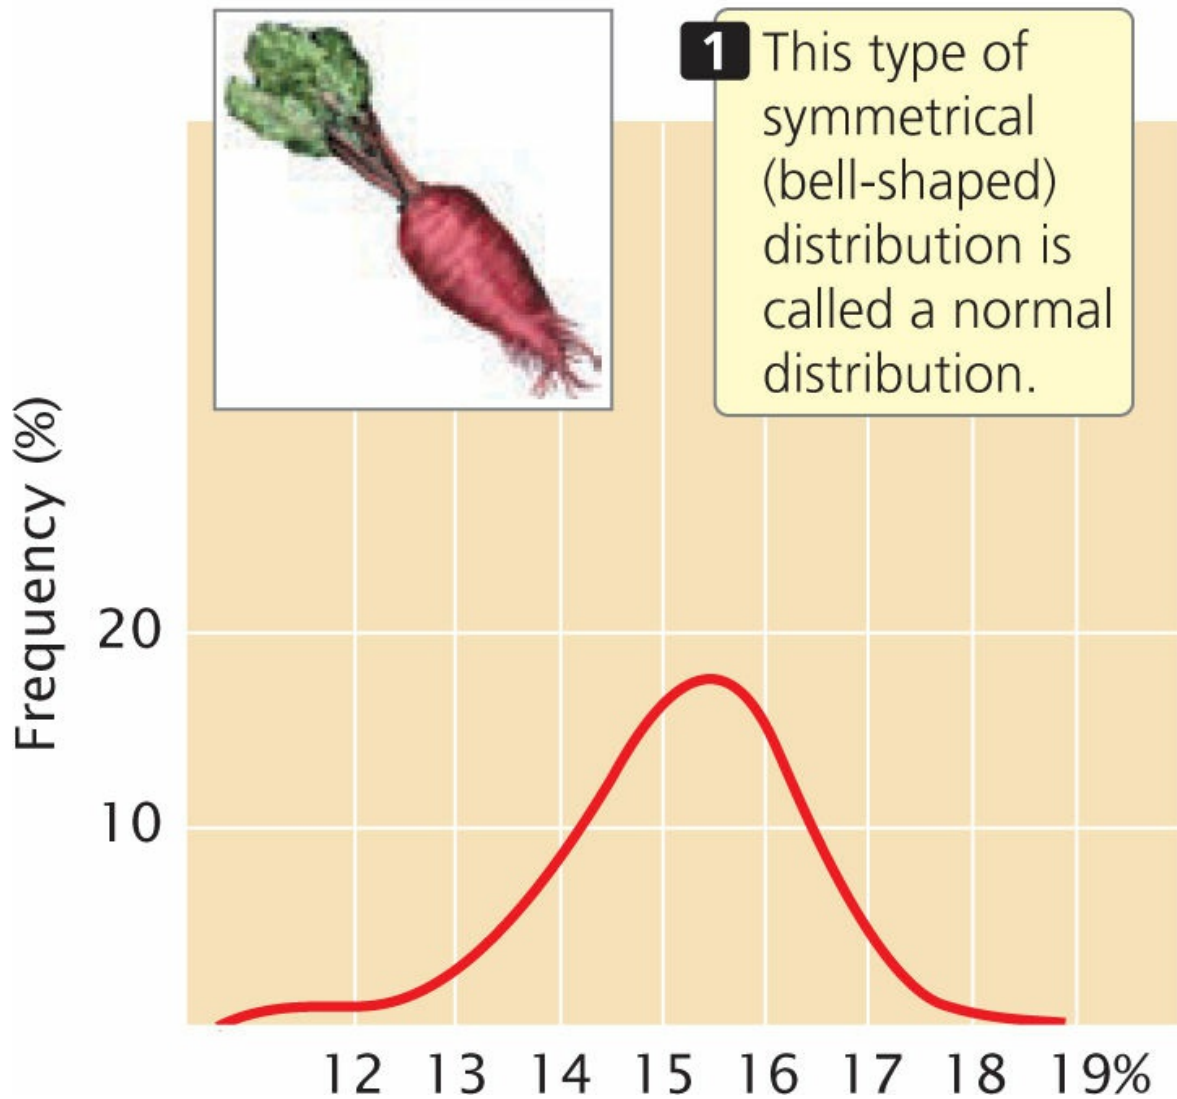 1 This type of
symmetrical
(bell-shaped)
distribution is
called a normal
distribution.
Frequency (%)
20
10
12 13 14 15 16 17 18 19%